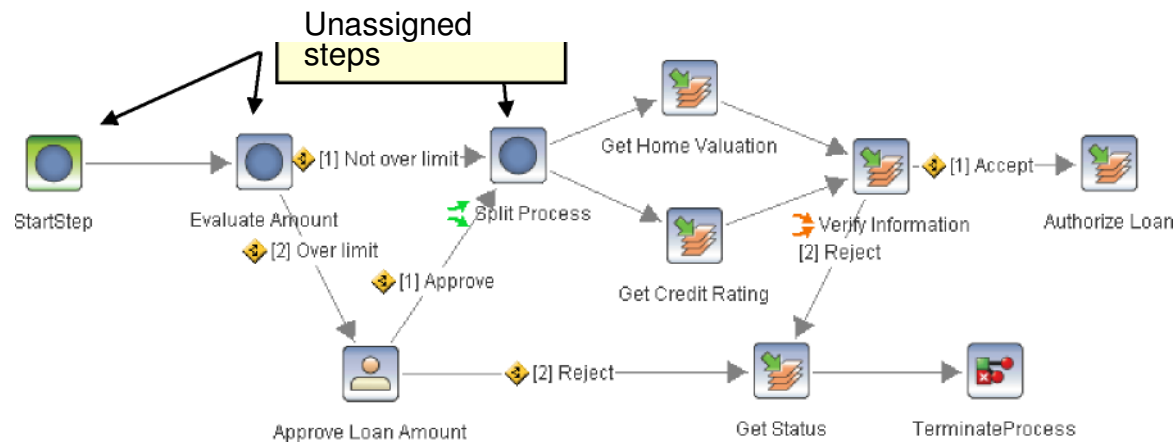 Unassigned
steps
Get Home Valuation
[1] Not over limit
[1] Accept
StartStep
Evaluate Amount
Split Process
Verify Information
Authorize Loan
[2] Over limit
[2] Reject
[1] Approve
Get Credit Rating
[2] Reject
Approve Loan Amount
Get Status
TerminateProcess